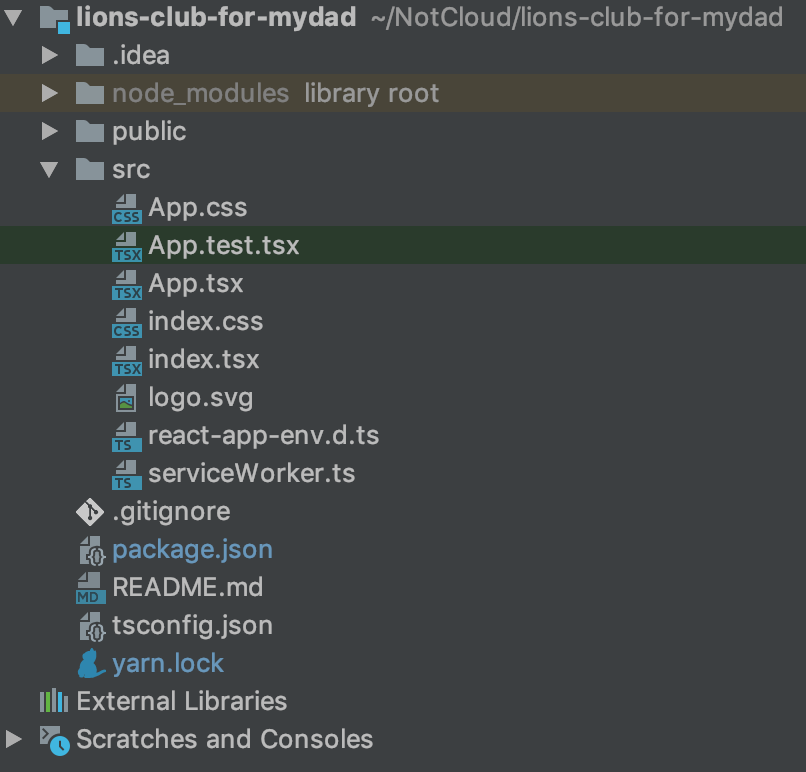 lions-club-for-mydad ~/NotCloud/lions-club-for-mydad
.idea
node_modules library root
public
src
CSS App.css
TSX App.test.tsx
TSX App.tsx
CSS index.css
TSX index.tsx
logo.svg
TS react-app-env.d.ts
TS serviceWorker.ts
.gitignore
package.json
MD README.md
tsconfig.json
yarn.lock
External Libraries
Scratches and Consoles